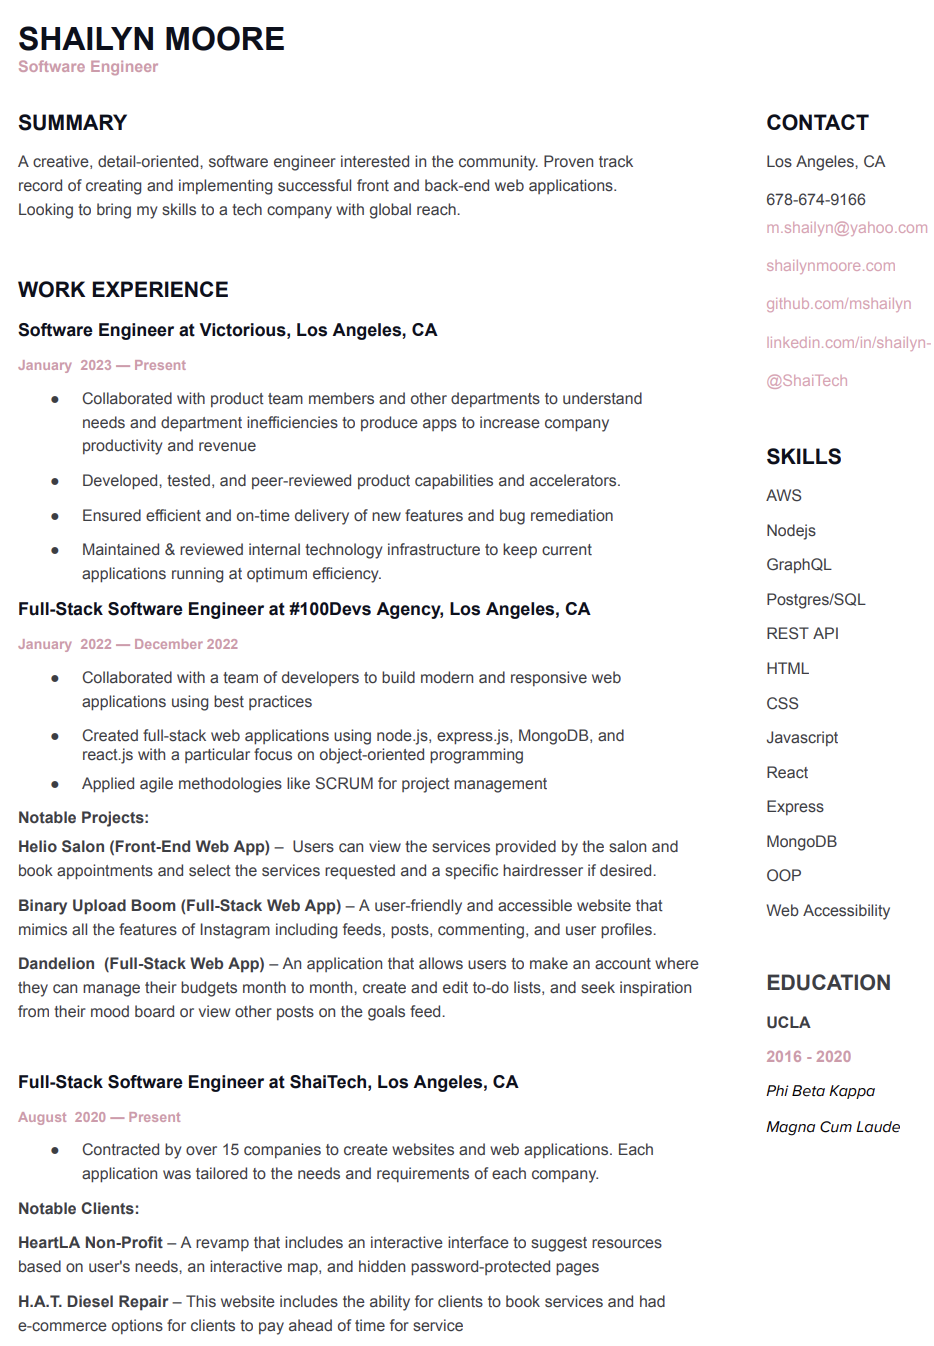 SHAILYN MOORE
Software Engineer
SUMMARY
A creative, detail-oriented, software engineer interested in the community. Proven track
record of creating and implementing successful front and back-end web applications.
Looking to bring my skills to a tech company with global reach.
WORK EXPERIENCE
Software Engineer at Victorious, Los Angeles, CA
January  2023 — Present
● Collaborated with product team members and other departments to understand
needs and department inefficiencies to produce apps to increase company
productivity and revenue
● Developed, tested, and peer-reviewed product capabilities and accelerators.
● Ensured efficient and on-time delivery of new features and bug remediation
● Maintained & reviewed internal technology infrastructure to keep current
applications running at optimum efficiency.
Full-Stack Software Engineer at #100Devs Agency, Los Angeles, CA
January  2022 — December 2022
● Collaborated with a team of developers to build modern and responsive web
applications using best practices
● Created full-stack web applications using node.js, express.js, MongoDB, and
react.js with a particular focus on object-oriented programming
● Applied agile methodologies like SCRUM for project management
Notable Projects:
Helio Salon (Front-End Web App) –  Users can view the services provided by the salon and
book appointments and select the services requested and a specific hairdresser if desired.
Binary Upload Boom (Full-Stack Web App) – A user-friendly and accessible website that
mimics all the features of Instagram including feeds, posts, commenting, and user profiles.
Dandelion  (Full-Stack Web App) – An application that allows users to make an account where
they can manage their budgets month to month, create and edit to-do lists, and seek inspiration
from their mood board or view other posts on the goals feed.
Full-Stack Software Engineer at ShaiTech, Los Angeles, CA
August  2020 — Present
● Contracted by over 15 companies to create websites and web applications. Each
application was tailored to the needs and requirements of each company.
Notable Clients:
HeartLA Non-Profit – A revamp that includes an interactive interface to suggest resources
based on user's needs, an interactive map, and hidden password-protected pages
H.A.T. Diesel Repair – This website includes the ability for clients to book services and had
e-commerce options for clients to pay ahead of time for service
CONTACT
Los Angeles, CA
678-674-9166
m.shailyn@yahoo.com
shailynmoore.com
github.com/mshailyn
linkedin.com/in/shailyn-
@ShaiTech
SKILLS
AWS
Nodejs
GraphQL
Postgres/SQL
REST API
HTML
CSS
Javascript
React
Express
MongoDB
OOP
Web Accessibility
EDUCATION
UCLA
2016 - 2020
Phi Beta Kappa
Magna Cum Laude